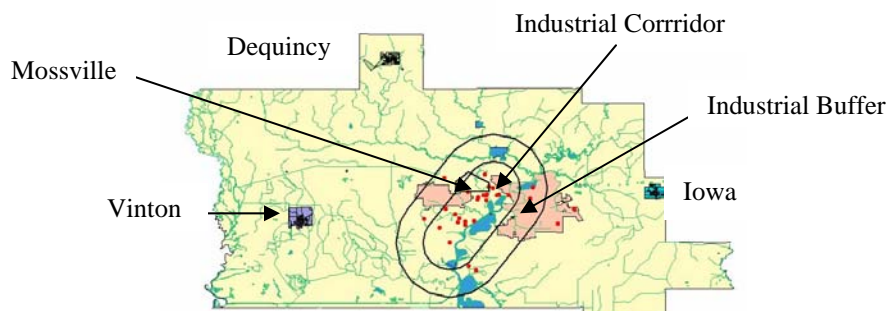 Industrial Corrridor
Dequincy
Mossville
Industrial Buffer
Iowa
Vinton